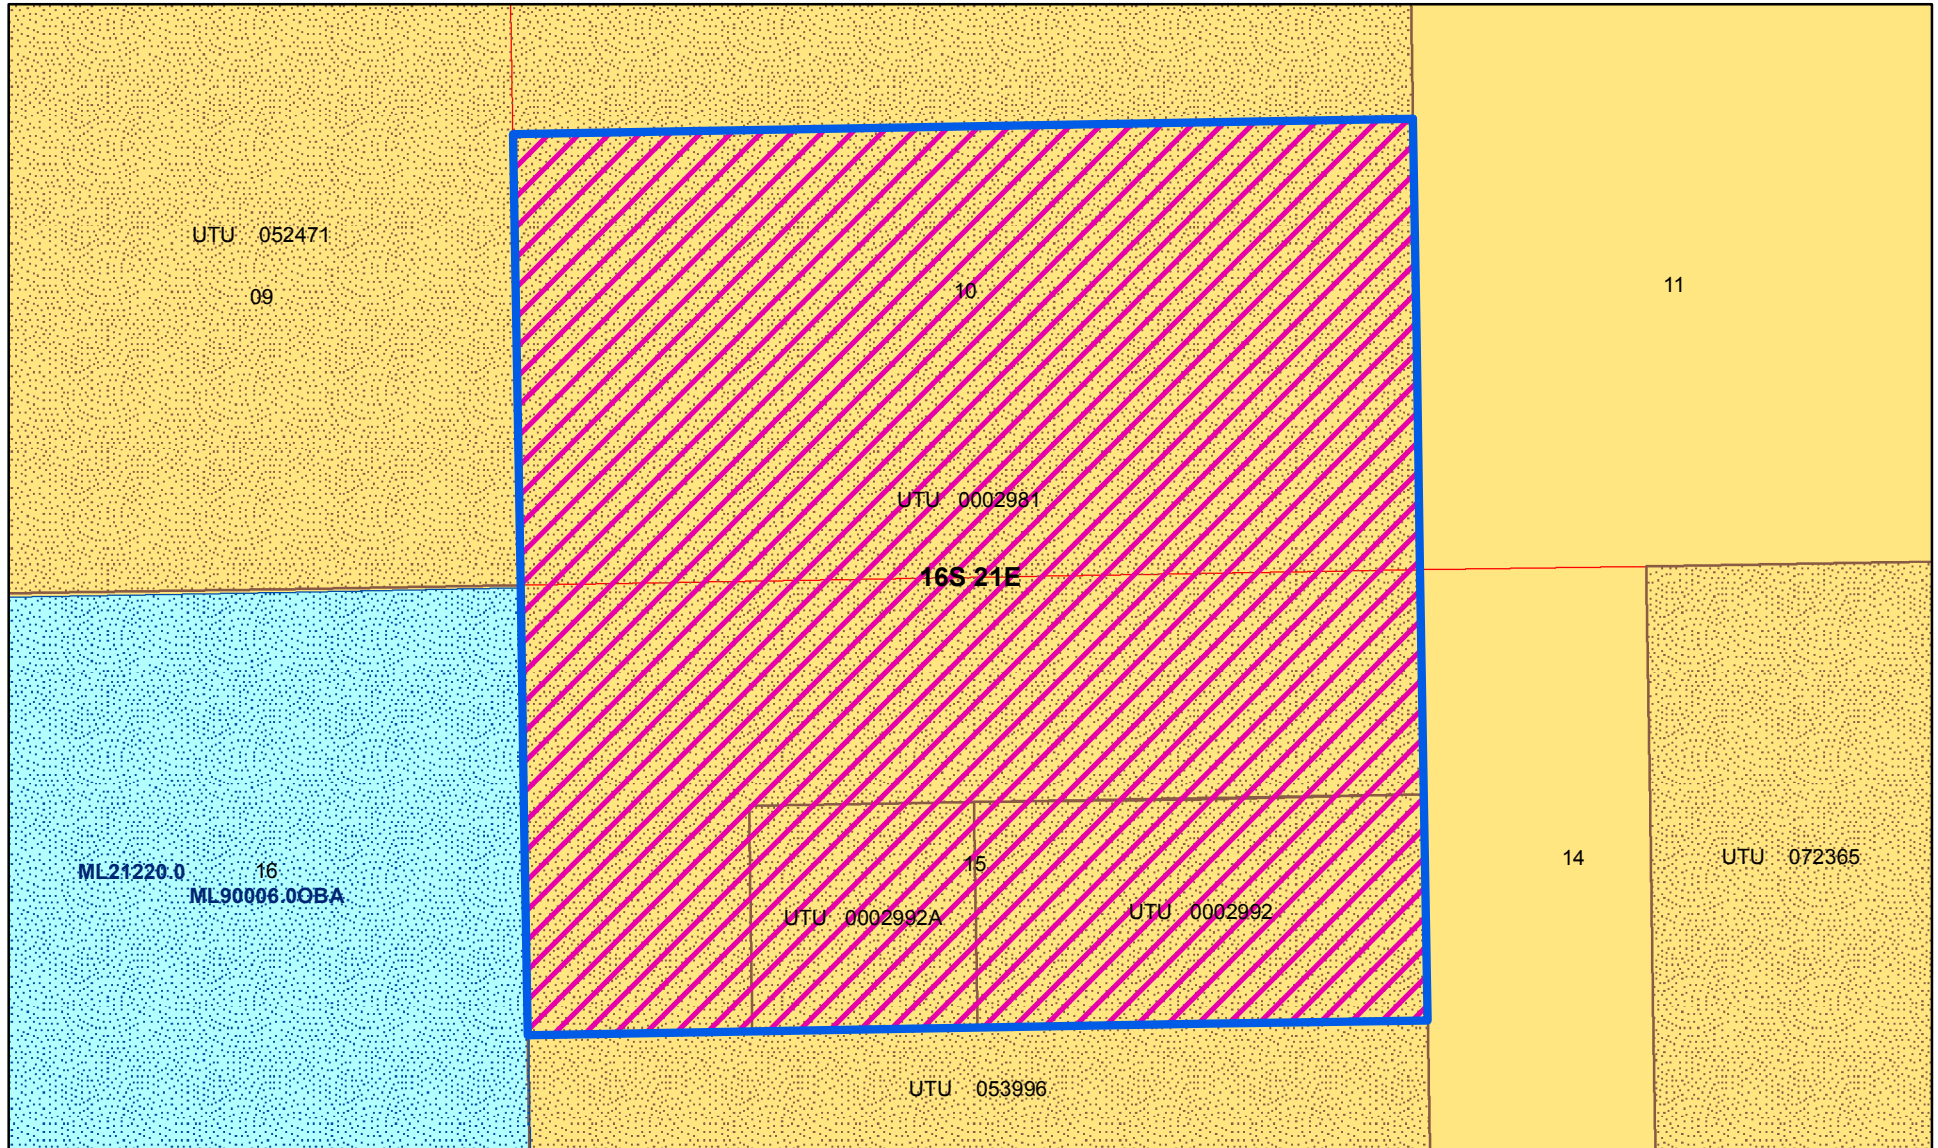 UTU 052471
09
10
11
UTU 0002981
16S 21E
ML21220.0 16
ML90006.0OBA
15
14
UTU 072365
UTU 0002992A
UTU 0002992
UTU 053996